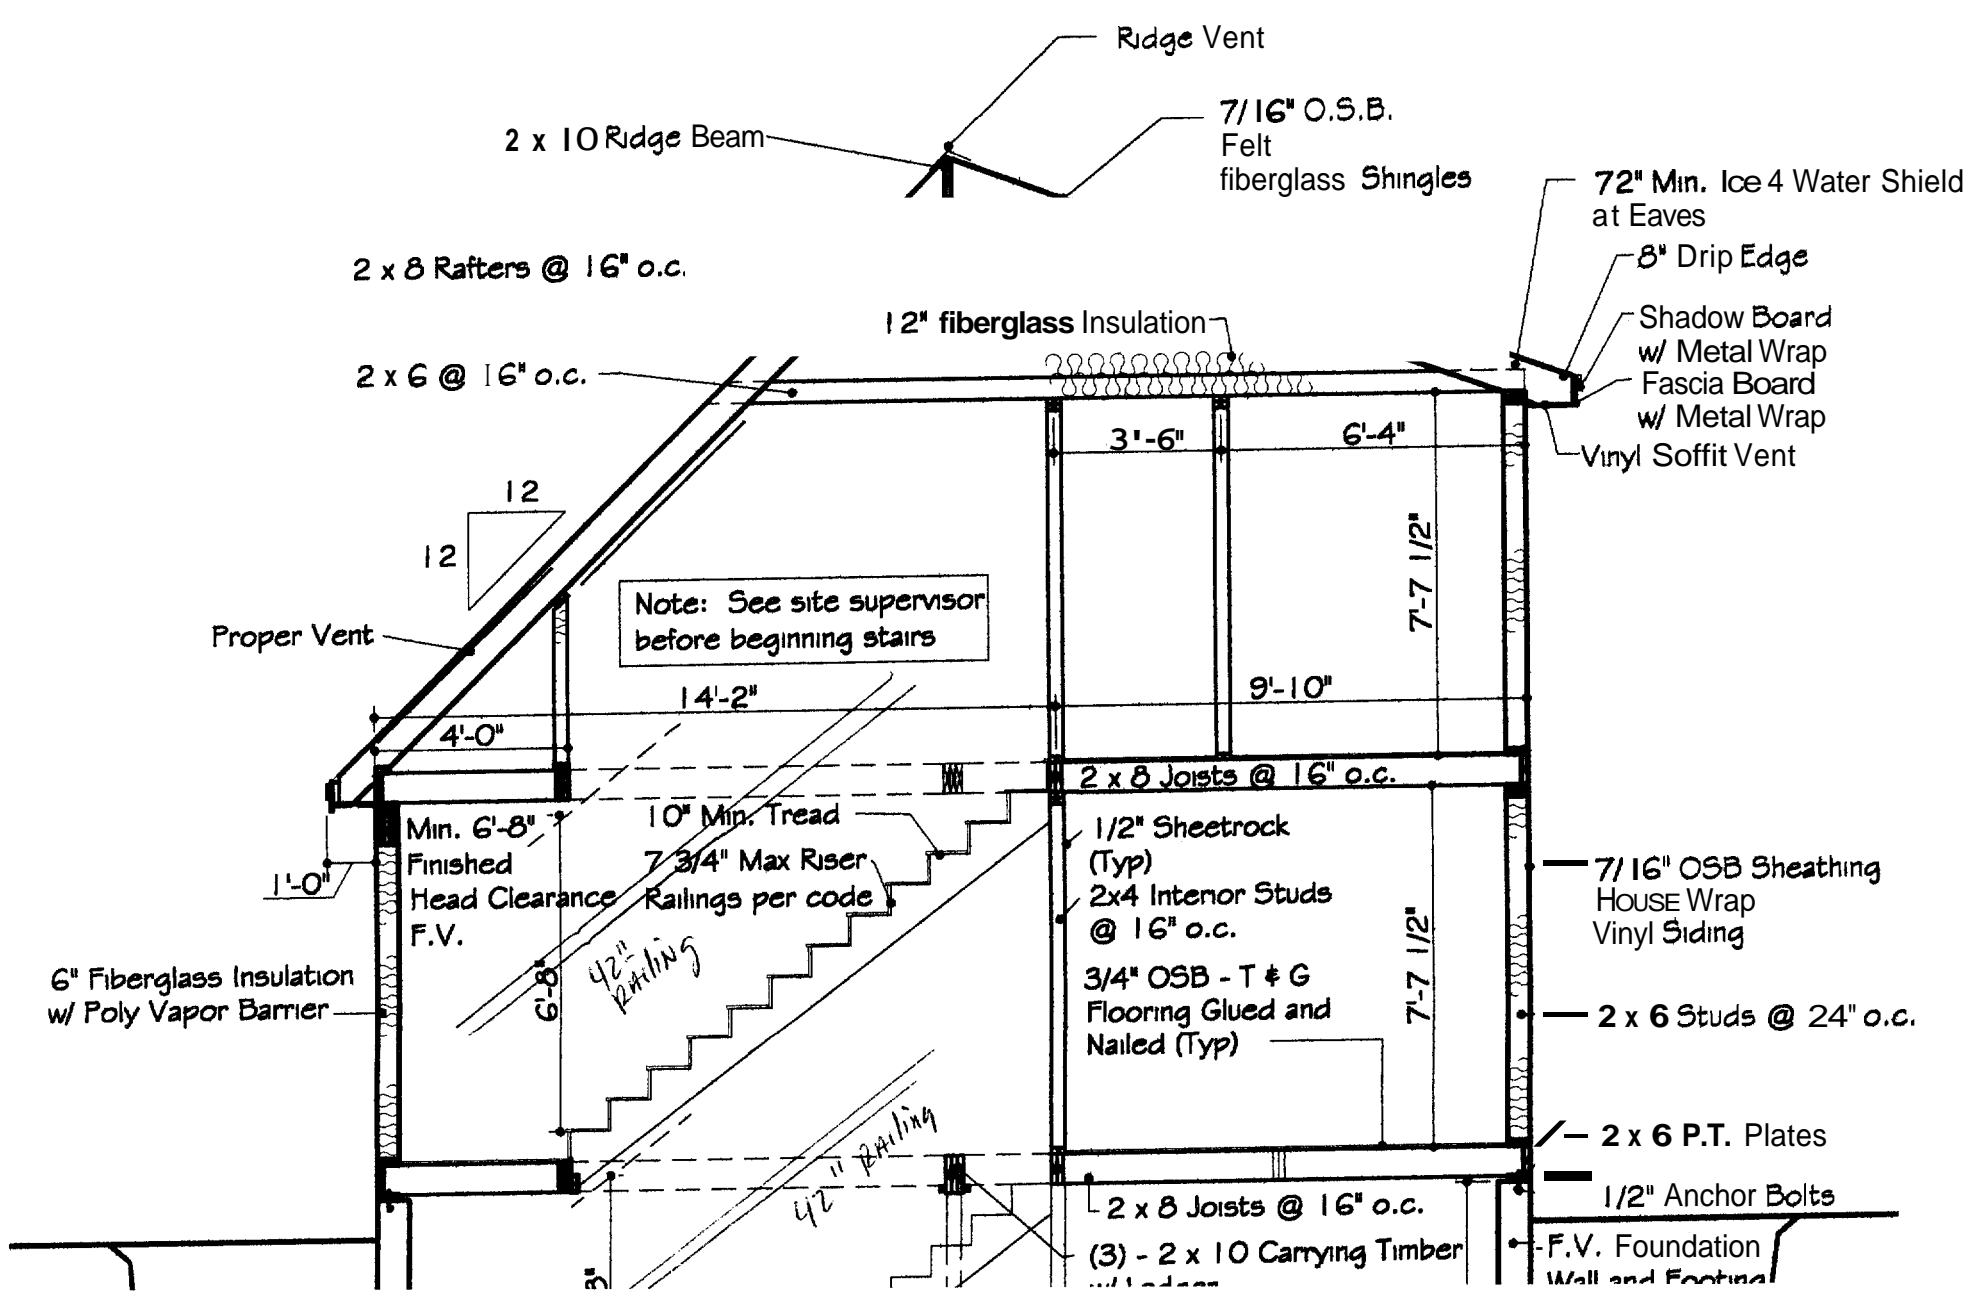 Ridge Vent
2 x 10 Ridge Beam
7/16" O.S.B.
Felt
fiberglass Shingles
72" Min. Ice 4 Water Shield
at Eaves
8" Drip Edge
2 x 8 Rafters @ 16" o.c.
12" fiberglass Insulation
Shadow Board
w/ Metal Wrap
Fascia Board
w/ Metal Wrap
Vinyl Soffit Vent
2 x 6 @ 16" o.c.
3'-6"
6'-4"
12
12
7'-7 1/2"
Note: See site supervisor
before beginning stairs
Proper Vent
14'-2"
9'-10"
4'-0"
2 x 8 Joists @ 16" o.c.
Min. 6'-8"
Finished
Head Clearance
F.V.
10" Min. Tread
7 3/4" Max Riser
Railings per code
1/2" Sheetrock
(Typ)
2x4 Interior Studs
@ 16" o.c.
1'-0"
7/16" OSB Sheathing
House Wrap
Vinyl Siding
42"
RAiliNG
6'-8"
3/4" OSB - T & G
Flooring Glued and
Nailed (Typ)
7'-7 1/2"
6" Fiberglass Insulation
w/ Poly Vapor Barrier
2 x 6 Studs @ 24" o.c.
42" RAiling
2 x 6 P.T. Plates
1/2" Anchor Bolts
2 x 8 Joists @ 16" o.c.
(3) - 2 x 10 Carrying Timber
F.V. Foundation
Wall and Footing